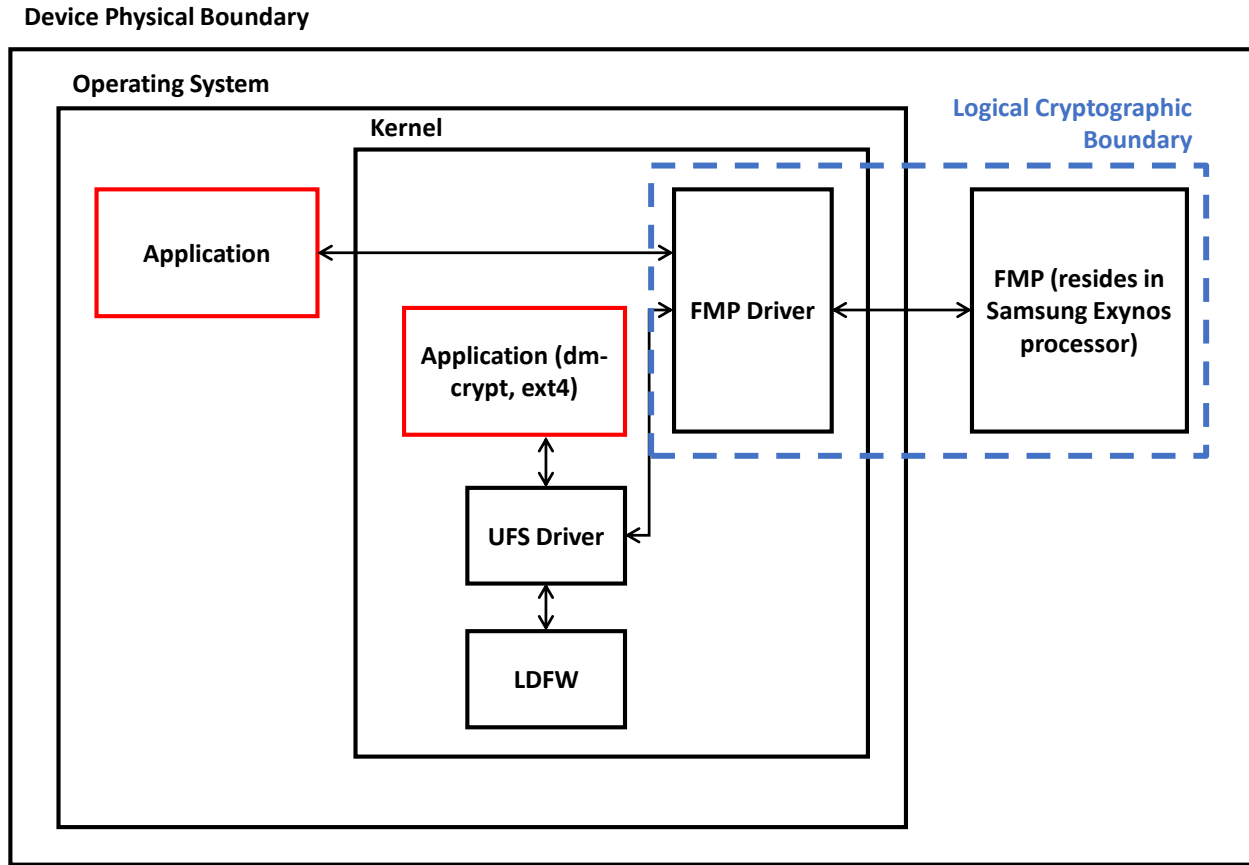 Device Physical Boundary
Operating System
Kernel
Logical Cryptographic
Boundary
Application
FMP Driver
FMP (resides in
Samsung Exynos
processor)
Application (dm-
crypt, ext4)
UFS Driver
LDFW